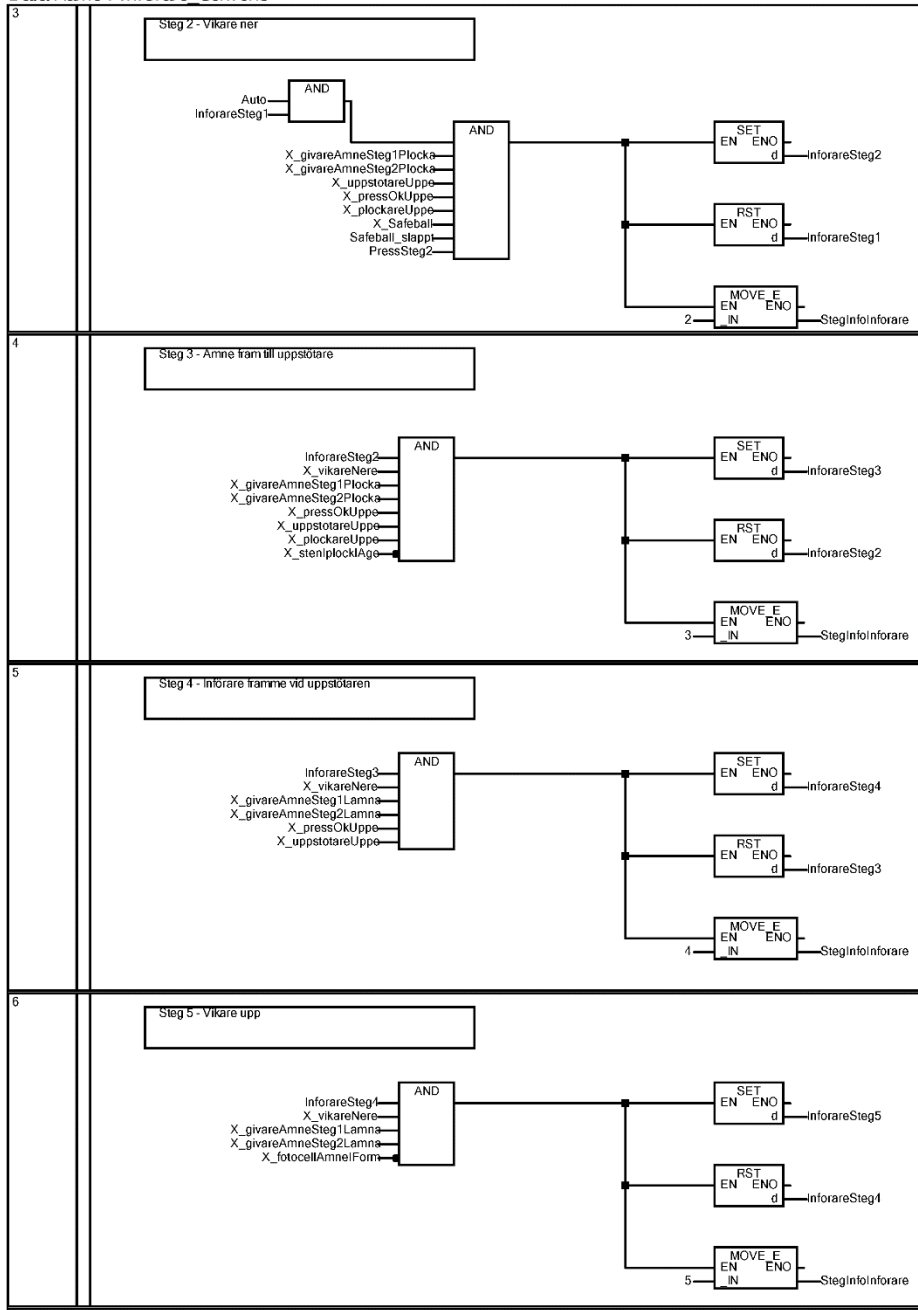 3
Steg 2 - Vikare ner
AND
Auto
InforareSteg1
AND
X_givareAmneSteg1Plocka
X_givareAmneSteg2Plocka
X_uppstotareUppe
X_pressOkUppe
X_plockareUppe
X_Safeball
Safeball_slappt
PressSteg2
SET
EN ENO
d InforareSteg2
RST
EN ENO
d InforareSteg1
MOVE_E
EN ENO
2 _IN StegInfoInforare
4
Steg 3 - Ämne fram till uppstötare
AND
InforareSteg2
X_vikareNere
X_givareAmneSteg1Plocka
X_givareAmneSteg2Plocka
X_pressOkUppe
X_uppstotareUppe
X_plockareUppe
X_stenIplocklAge
SET
EN ENO
d InforareSteg3
RST
EN ENO
d InforareSteg2
MOVE_E
EN ENO
3 _IN StegInfoInforare
5
Steg 4 - Införare framme vid uppstötaren
AND
InforareSteg3
X_vikareNere
X_givareAmneSteg1Lamna
X_givareAmneSteg2Lamna
X_pressOkUppe
X_uppstotareUppe
SET
EN ENO
d InforareSteg4
RST
EN ENO
d InforareSteg3
MOVE_E
EN ENO
4 _IN StegInfoInforare
6
Steg 5 - Vikare upp
AND
InforareSteg4
X_vikareNere
X_givareAmneSteg1Lamna
X_givareAmneSteg2Lamna
X_fotocellAmneIForm
SET
EN ENO
d InforareSteg5
RST
EN ENO
d InforareSteg4
MOVE_E
EN ENO
5 _IN StegInfoInforare